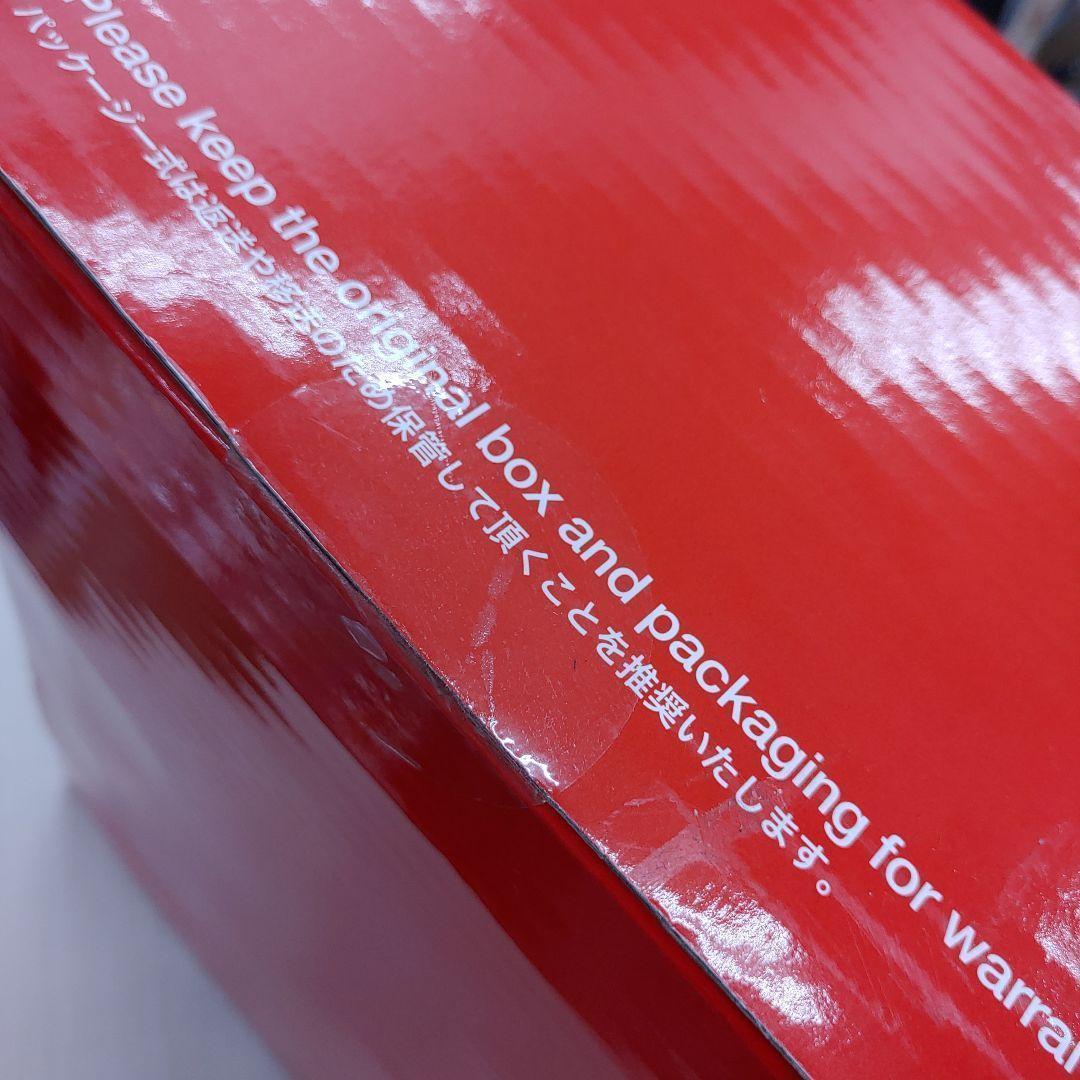 Please keep the original box and packaging for
パッケージ一式は返送や移送のため保管して頂くことを推奨いたします。